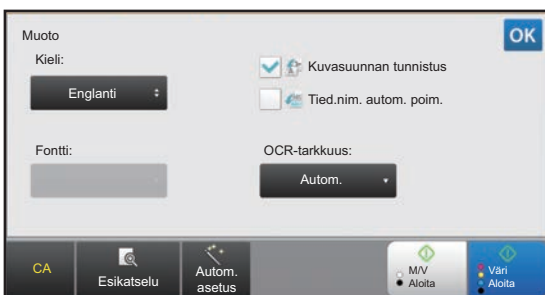 Muoto
OK
Kieli:
Englanti
Kuvasuunnan tunnistus
Tied.nim. autom. poim.
Fontti:
OCR-tarkkuus:
Autom.
CA
Esikatselu
Autom.
asetus
M/V
Aloita
Väri
Aloita